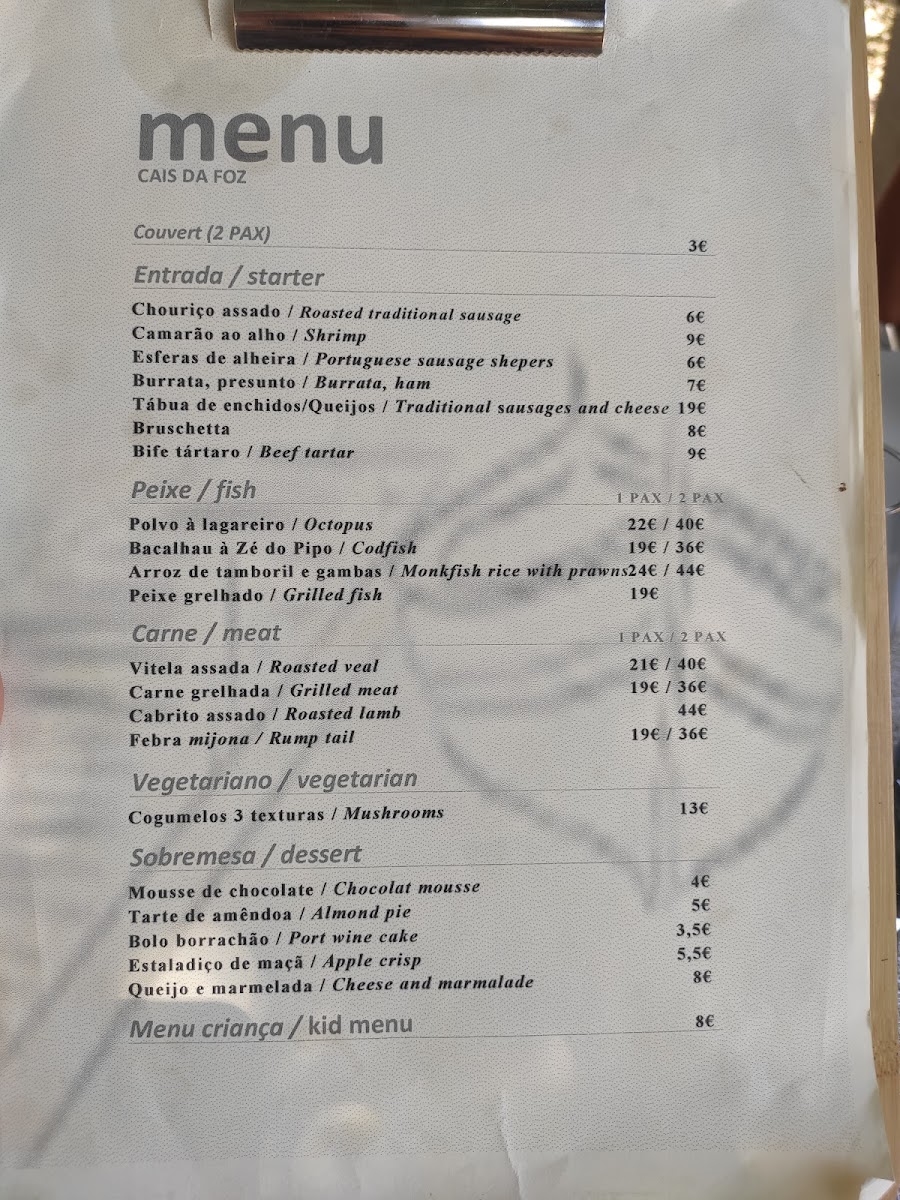 menu
CAIS DA FOZ
Couvert (2 PAX) 3€
Entrada / starter
Chouriço assado / Roasted traditional sausage 6€
Camarão ao alho / Shrimp 9€
Esferas de alheira / Portuguese sausage shepers 6€
Burrata, presunto / Burrata, ham 7€
Tábua de enchidos/Queijos / Traditional sausages and cheese 19€
Bruschetta 8€
Bife tártaro / Beef tartar 9€
Peixe / fish 1 PAX / 2 PAX
Polvo à lagareiro / Octopus 22€ / 40€
Bacalhau à Zé do Pipo / Codfish 19€ / 36€
Arroz de tamboril e gambas / Monkfish rice with prawns24€ / 44€
Peixe grelhado / Grilled fish 19€
Carne / meat 1 PAX / 2 PAX
Vitela assada / Roasted veal 21€ / 40€
Carne grelhada / Grilled meat 19€ / 36€
Cabrito assado / Roasted lamb 44€
Febra mijona / Rump tail 19€ / 36€
Vegetariano / vegetarian
Cogumelos 3 texturas / Mushrooms 13€
Sobremesa / dessert
Mousse de chocolate / Chocolat mousse 4€
Tarte de amêndoa / Almond pie 5€
Bolo borrachão / Port wine cake 3,5€
Estaladiço de maçã / Apple crisp 5,5€
Queijo e marmelada / Cheese and marmalade 8€
Menu criança / kid menu 8€